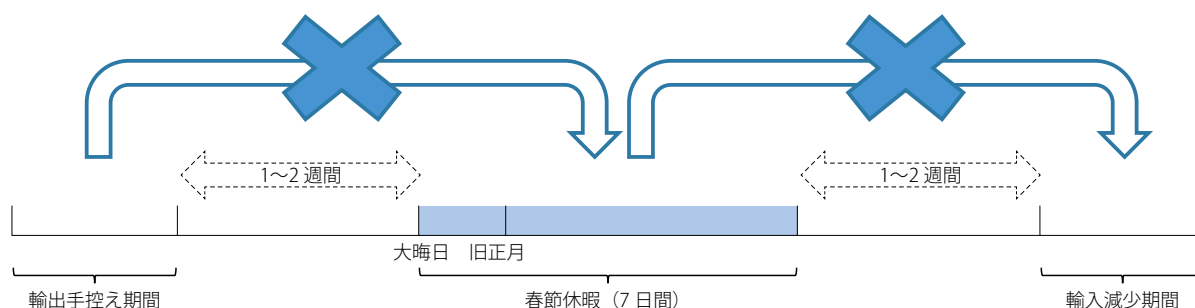 1〜2 週間
1〜2 週間
大晦日 旧正月
輸出手控え期間
春節休暇（7 日間）
輸入減少期間